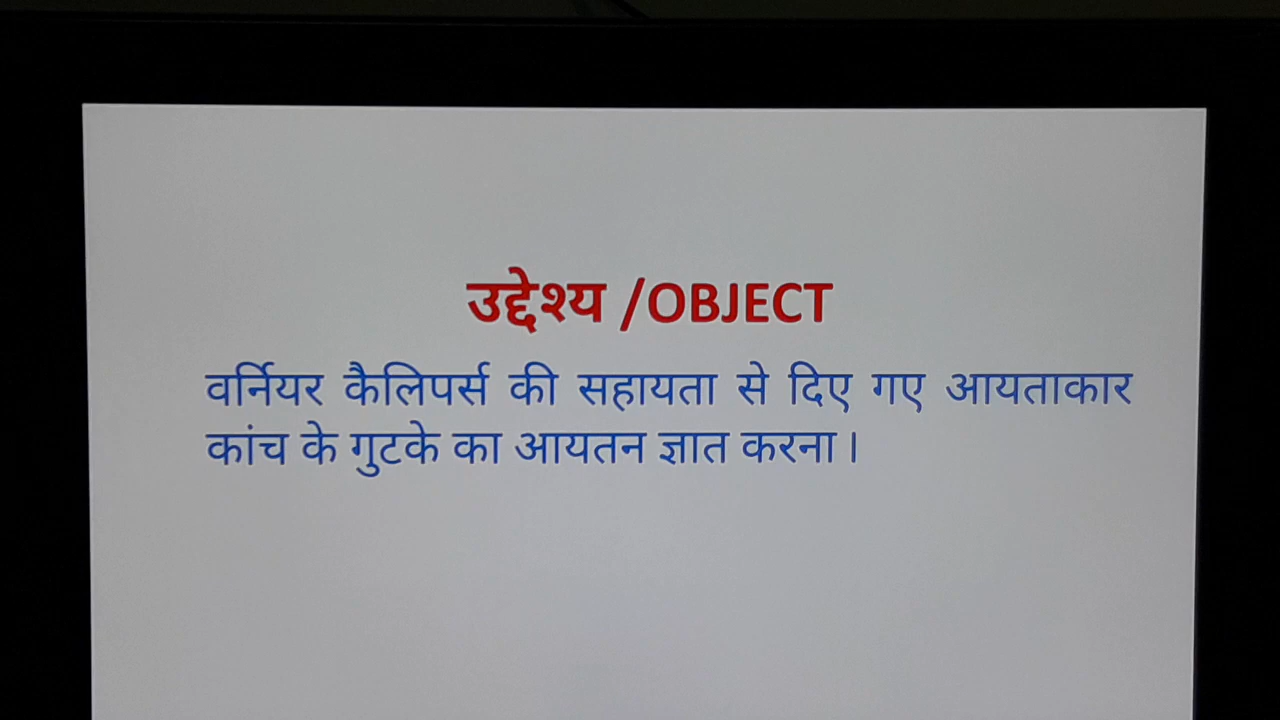 उद्देश्य /OBJECT
वर्नियर कैलिपर्स की सहायता से दिए गए आयताकार
कांच के गुटके का आयतन ज्ञात करना।